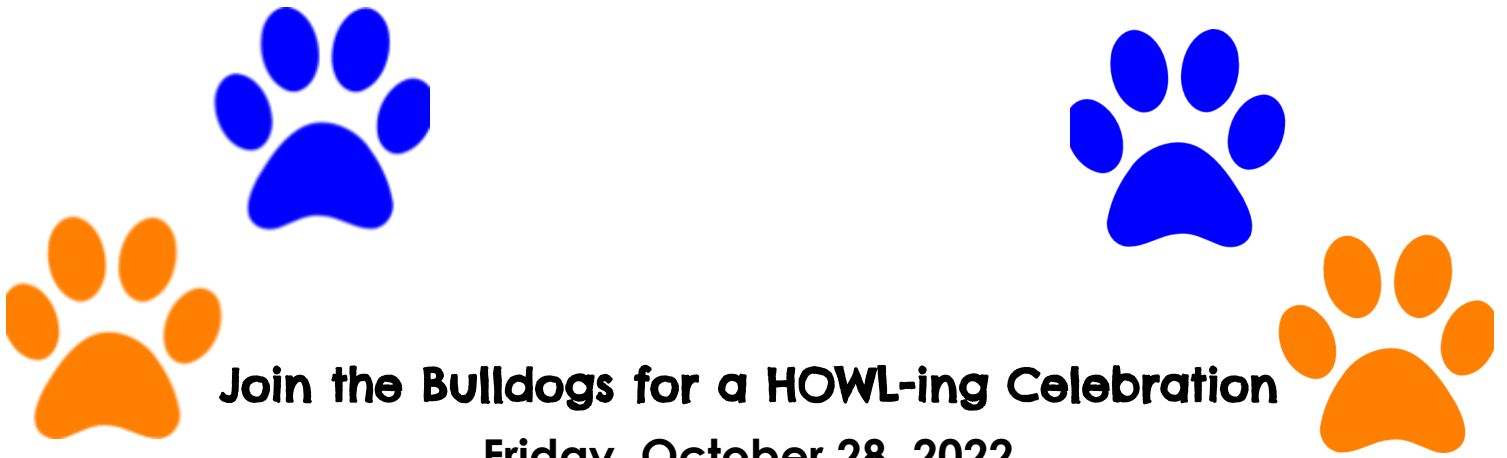 Join the Bulldogs for a HOWL-ing Celebration
Friday, October 28, 2022